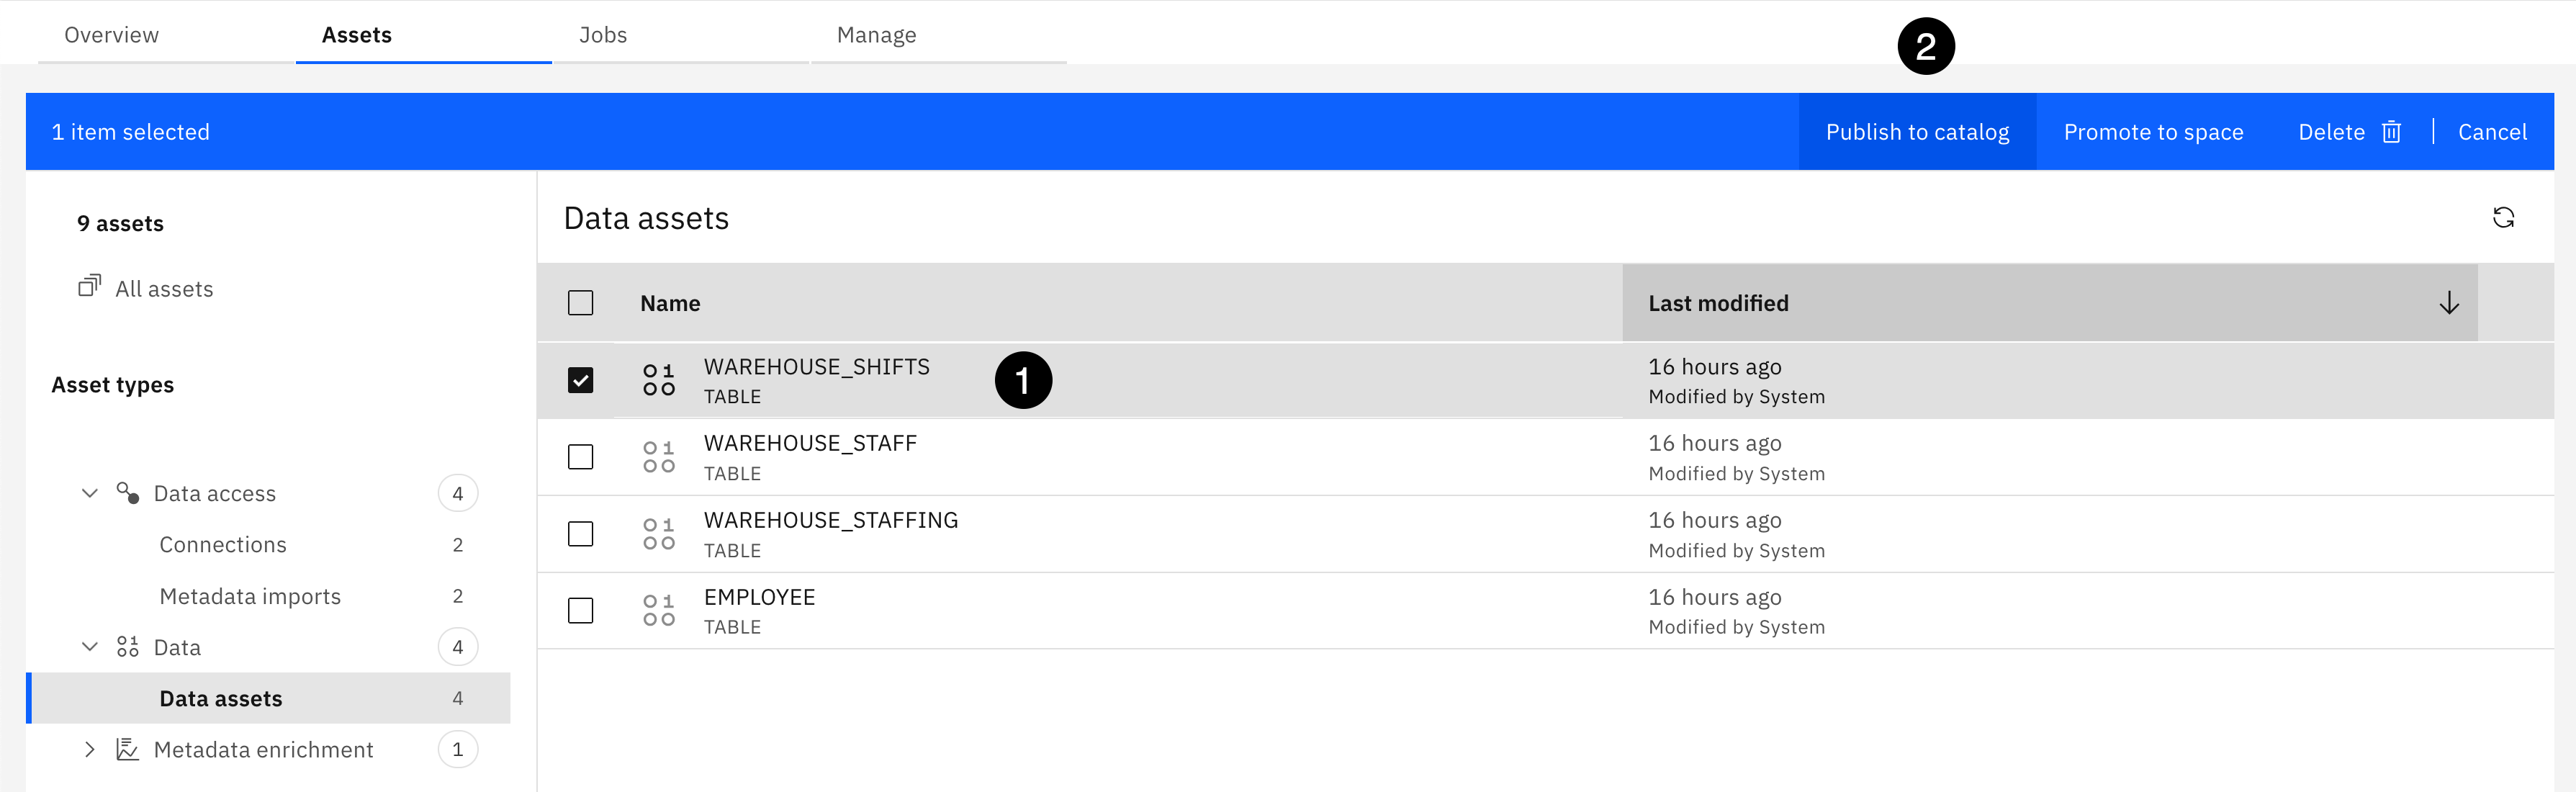 Overview
Assets
Jobs
Manage
2
1 item selected
Publish to catalog
Promote to space
Delete
Cancel
9 assets
All assets
Asset types
Data access 4
Connections 2
Metadata imports 2
Data 4
Data assets 4
Metadata enrichment 1
Data assets
Name
Last modified
WAREHOUSE_SHIFTS
TABLE
1
16 hours ago
Modified by System
WAREHOUSE_STAFF
TABLE
16 hours ago
Modified by System
WAREHOUSE_STAFFING
TABLE
16 hours ago
Modified by System
EMPLOYEE
TABLE
16 hours ago
Modified by System